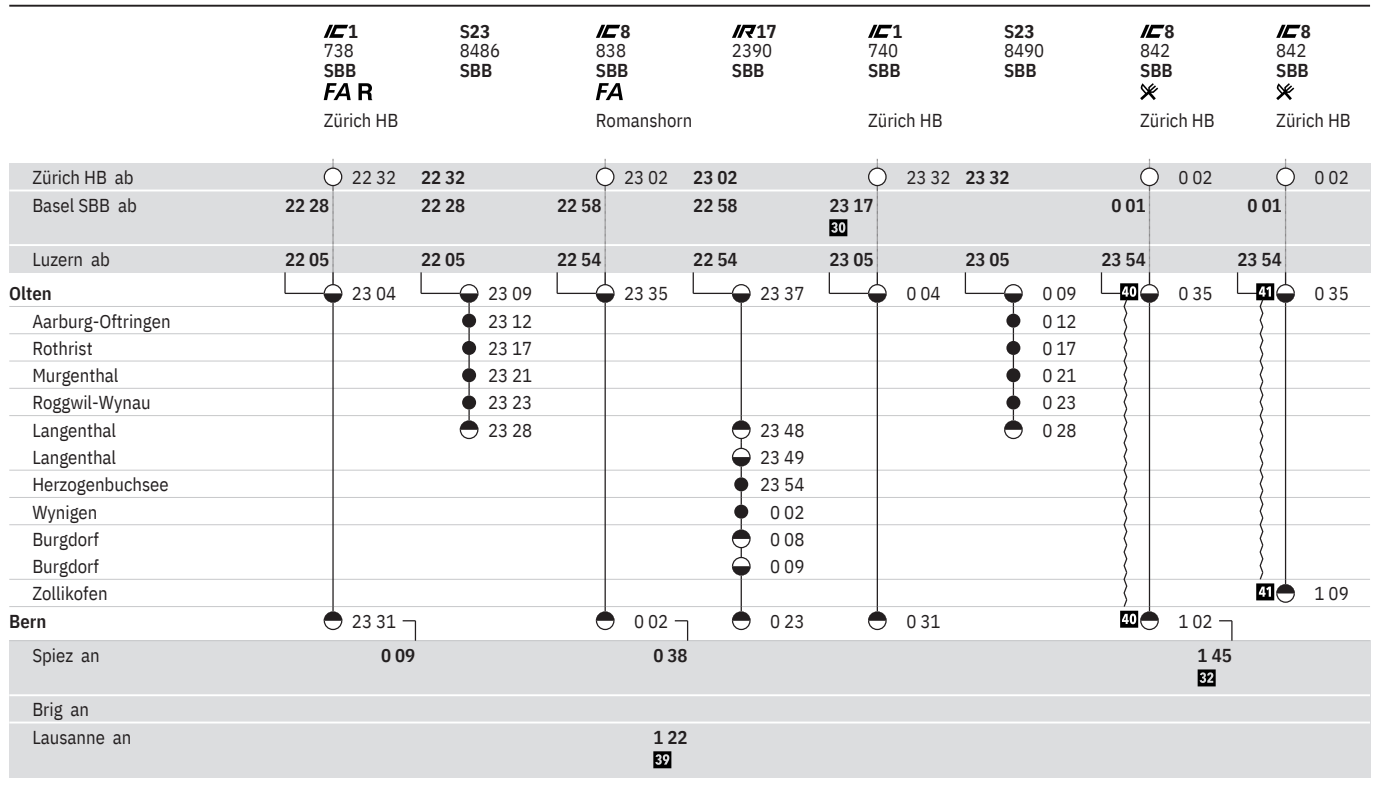 IC1 S23 IC8 IR17 IC1 S23 IC8 IC8
738 8486 838 2390 740 8490 842 842
SBB SBB SBB SBB SBB SBB SBB SBB
FA R FA
Zürich HB Romanshorn Zürich HB Zürich HB Zürich HB
Zürich HB ab 22 32 22 32 23 02 23 02 23 32 23 32 0 02 0 02
Basel SBB ab 22 28 22 28 22 58 22 58 23 17 0 01 0 01
30
Luzern ab 22 05 22 05 22 54 22 54 23 05 23 05 23 54 23 54
Olten 23 04 23 09 23 35 23 37 0 04 0 09 40 0 35 41 0 35
Aarburg-Oftringen 23 12 0 12
Rothrist 23 17 0 17
Murgenthal 23 21 0 21
Roggwil-Wynau 23 23 0 23
Langenthal 23 28 23 48 0 28
Langenthal 23 49
Herzogenbuchsee 23 54
Wynigen 0 02
Burgdorf 0 08
Burgdorf 0 09
Zollikofen 41 1 09
Bern 23 31 0 02 0 23 0 31 40 1 02
Spiez an 0 09 0 38 1 45
32
Brig an
Lausanne an 1 22
39